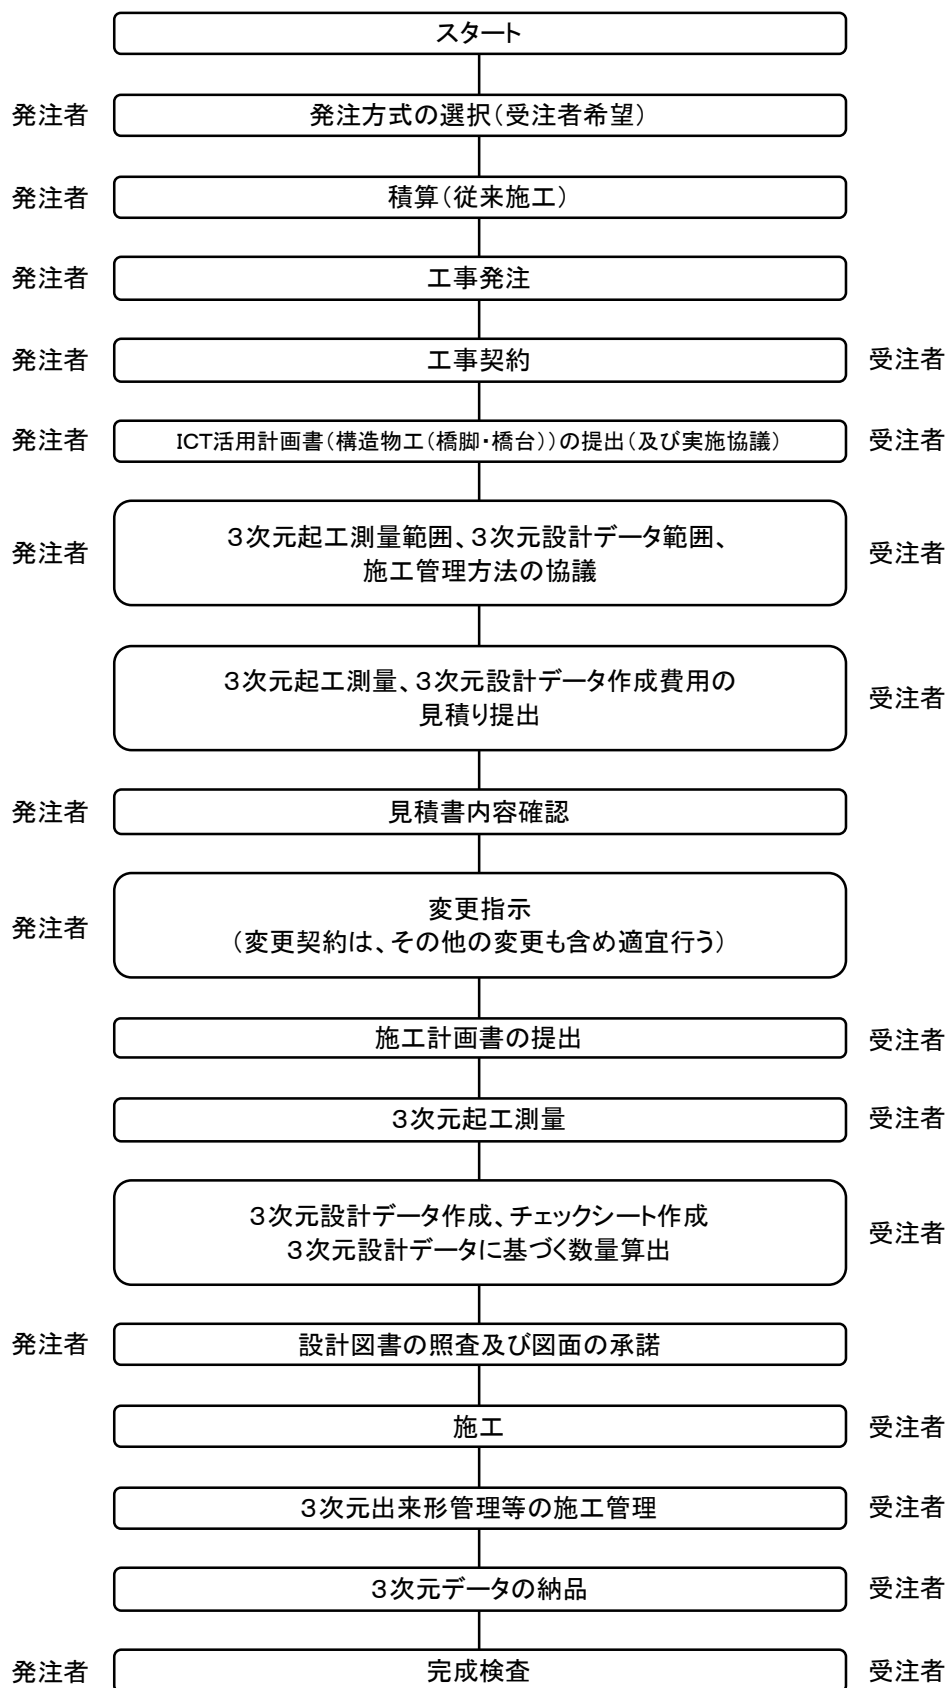 スタート
発注者
発注方式の選択（受注者希望）
発注者
積算（従来施工）
発注者
工事発注
発注者
工事契約
受注者
発注者
ICT活用計画書（構造物工（橋脚・橋台））の提出（及び実施協議）
受注者
発注者
３次元起工測量範囲、３次元設計データ範囲、
施工管理方法の協議
受注者
３次元起工測量、３次元設計データ作成費用の
見積り提出
受注者
発注者
見積書内容確認
発注者
変更指示
（変更契約は、その他の変更も含め適宜行う）
施工計画書の提出
受注者
３次元起工測量
受注者
３次元設計データ作成、チェックシート作成
３次元設計データに基づく数量算出
受注者
発注者
設計図書の照査及び図面の承諾
施工
受注者
３次元出来形管理等の施工管理
受注者
３次元データの納品
受注者
発注者
完成検査
受注者